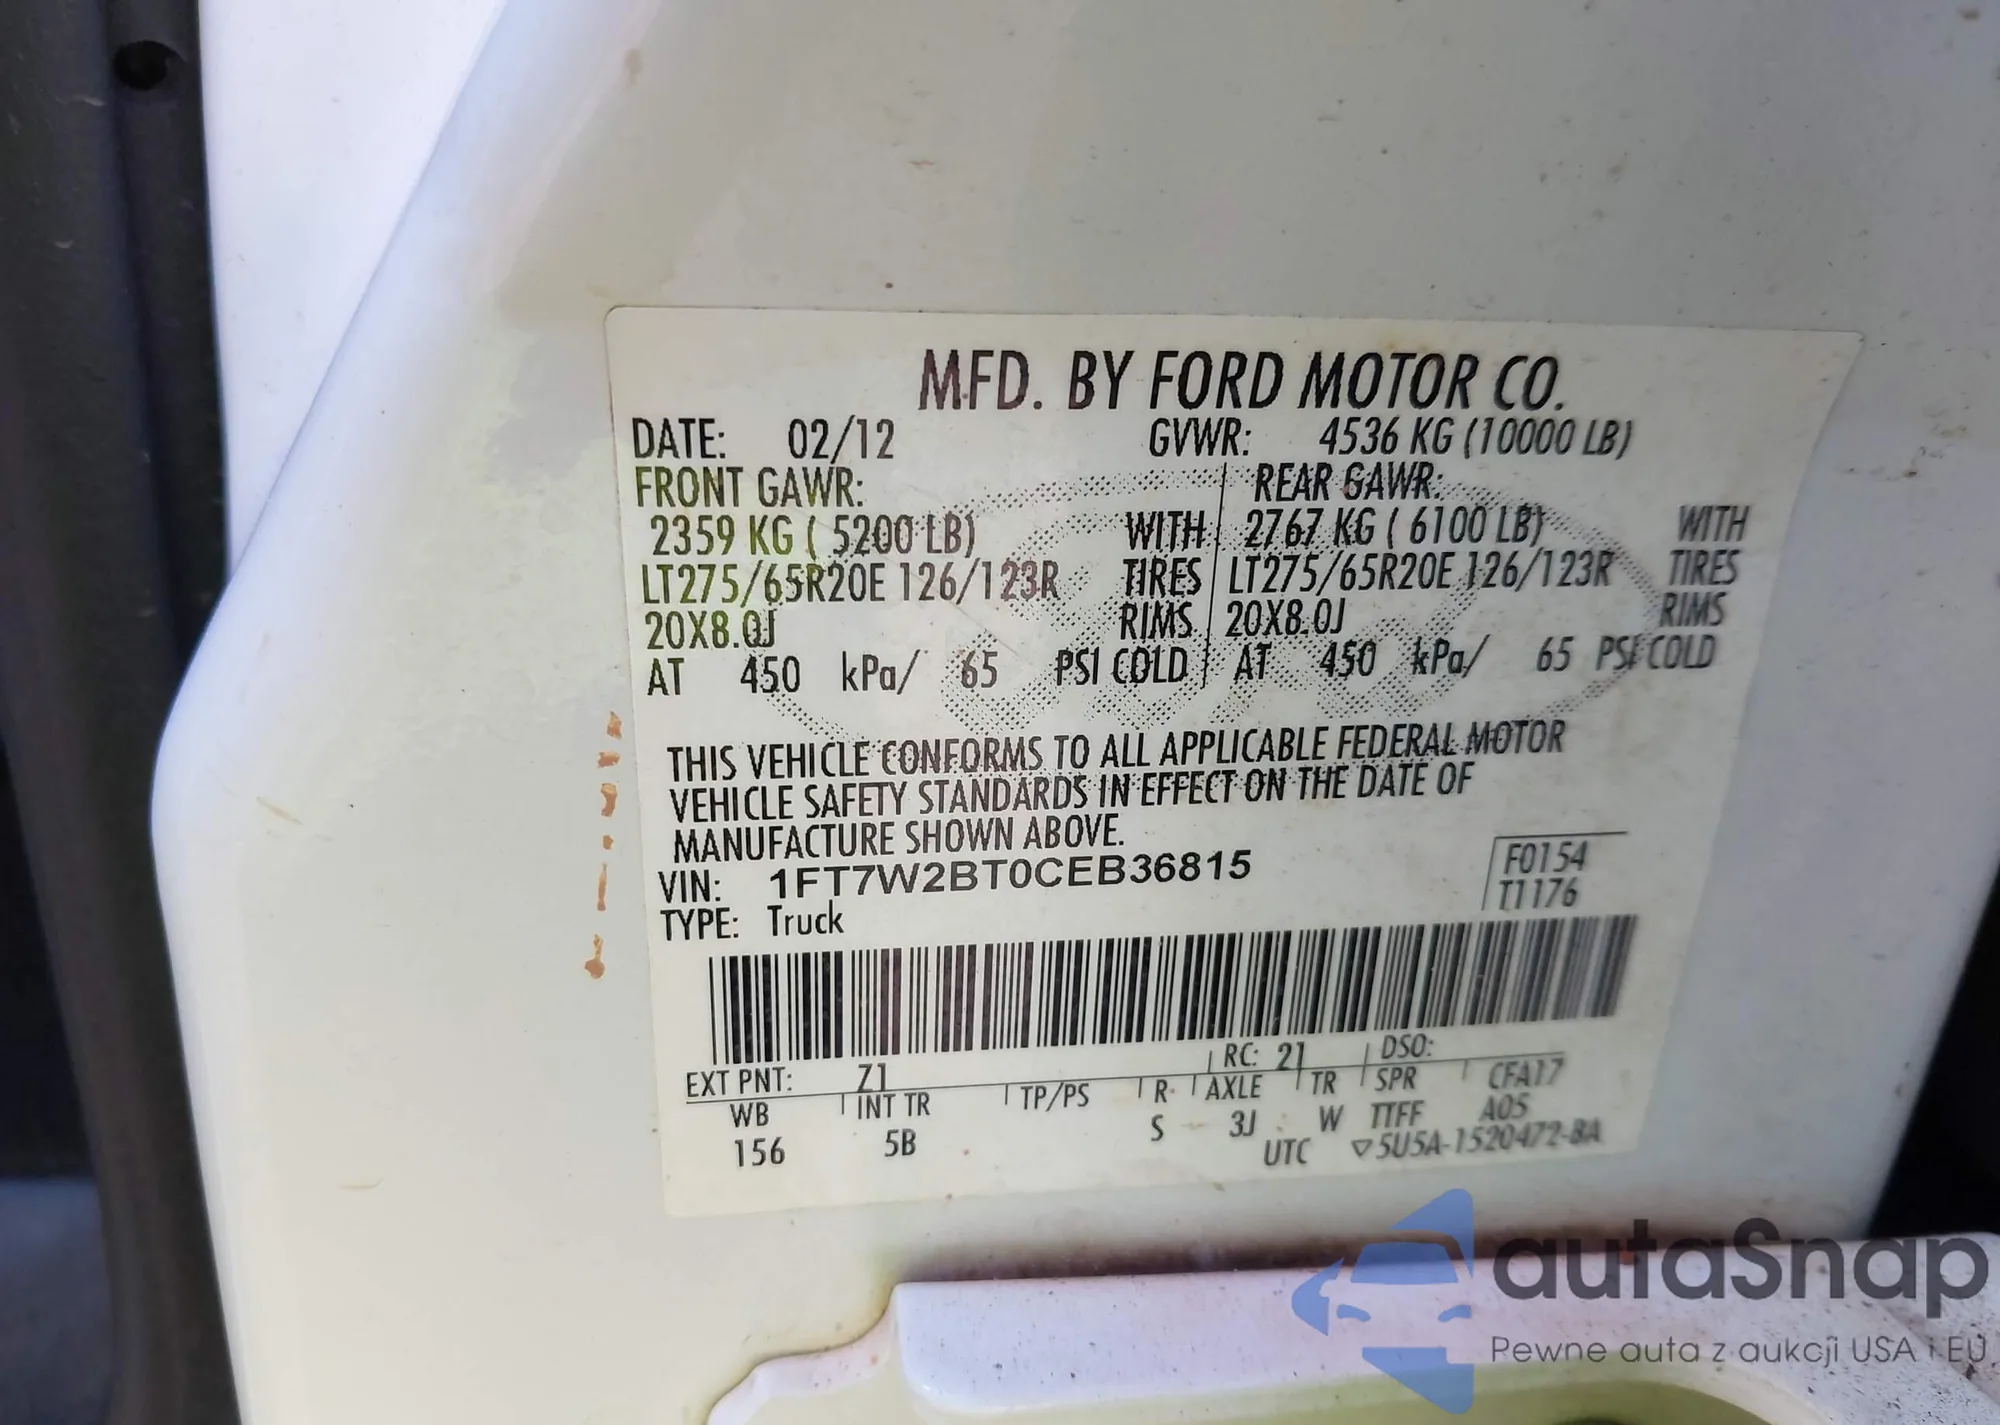 MFD. BY FORD MOTOR CO.
DATE: 02/12 GVWR: 4536 KG (10000 LB)
FRONT GAWR: REAR GAWR:
2359 KG ( 5200 LB) WITH 2767 KG ( 6100 LB) WITH
LT275/65R20E 126/123R TIRES LT275/65R20E 126/123R TIRES
20X8.0J RIMS 20X8.0J RIMS
AT 450 kPa/ 65 PSI COLD AT 450 kPa/ 65 PSI COLD
THIS VEHICLE CONFORMS TO ALL APPLICABLE FEDERAL MOTOR
VEHICLE SAFETY STANDARDS IN EFFECT ON THE DATE OF
MANUFACTURE SHOWN ABOVE.
VIN: 1FT7W2BT0CEB36815 F0154
TYPE: Truck T1176
EXT PNT: Z1 RC: 21 DSO:
WB INT TR TP/PS R AXLE TR SPR CFA17
156 5B S 3J W TTFF A05
UTC ▽5U5A-1520472-BA
autaSnap
Pewne auta z aukcji USA i EU